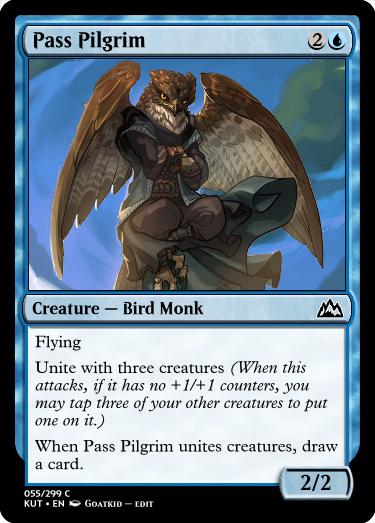 Pass Pilgrim 2
Creature — Bird Monk
Flying
Unite with three creatures (When this
attacks, if it has no +1/+1 counters, you
may tap three of your other creatures to put
one on it.)
When Pass Pilgrim unites creatures, draw
a card.
2/2
055/299 C
KUT • EN GOATKID — EDIT